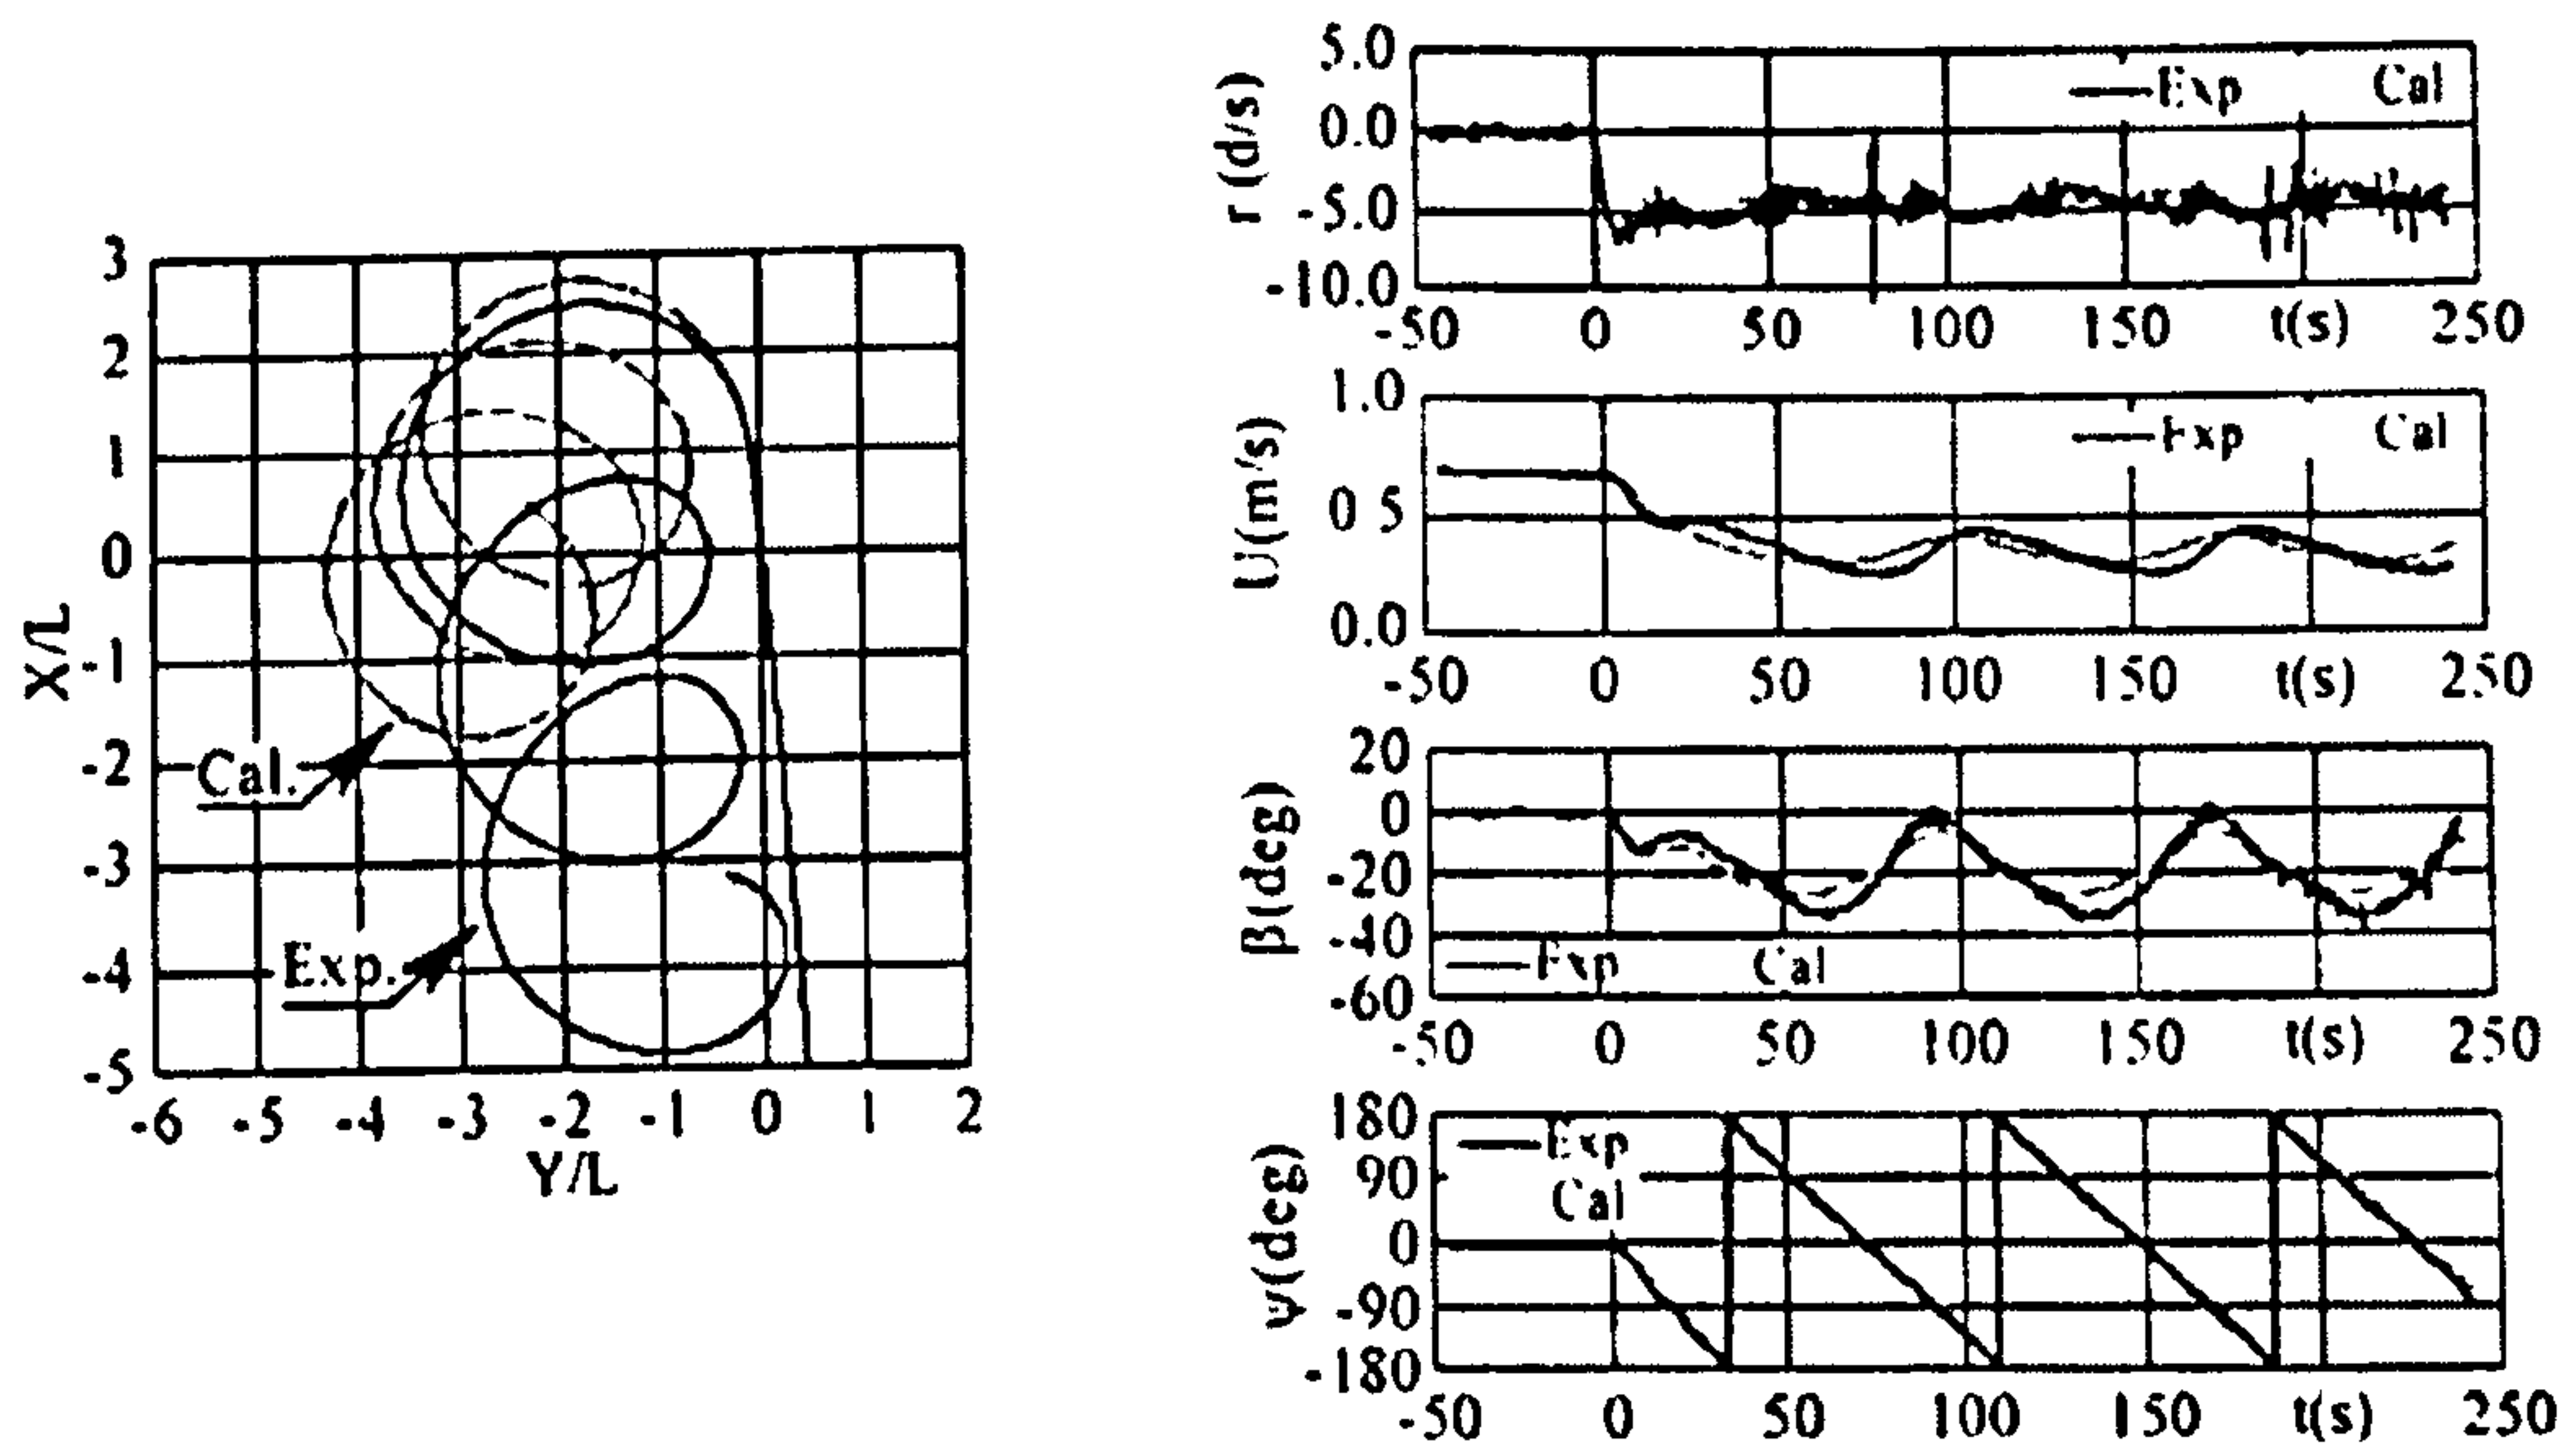 3
2
1
0
-1
-2
-3
-4
-5
X/L
Cal.
Exp.
-6 -5 -4 -3 -2 -1 0 1 2
Y/L
5.0
0.0
-5.0
-10.0
r (d/s)
Exp Cal
-50 0 50 100 150 t(s) 250
1.0
0 5
0.0
U(m/s)
Exp Cal
-50 0 50 100 150 t(s) 250
20
0
-20
-40
-60
β(deg)
Exp Cal
-50 0 50 100 150 t(s) 250
180
90
0
-90
-180
ψ(deg)
Exp
Cal
-50 0 50 100 150 t(s) 250